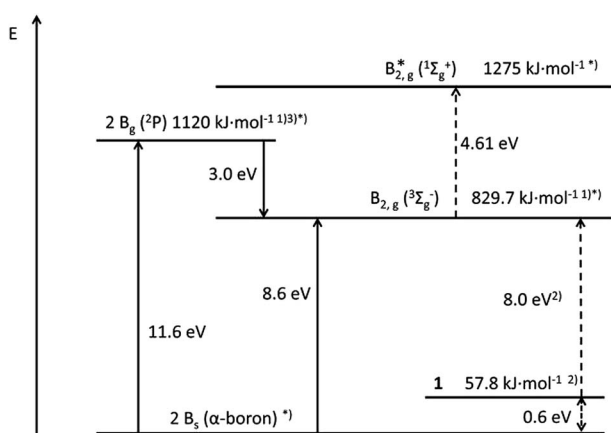 E
B₂,g* (¹Σg⁺) 1275 kJ·mol⁻¹ *⁾
2 Bg (²P) 1120 kJ·mol⁻¹ ¹⁾³⁾*⁾
4.61 eV
3.0 eV
B₂,g (³Σg⁻) 829.7 kJ·mol⁻¹ ¹⁾*⁾
8.6 eV
8.0 eV²⁾
11.6 eV
1 57.8 kJ·mol⁻¹ ²⁾
2 Bs (α-boron) *⁾
0.6 eV